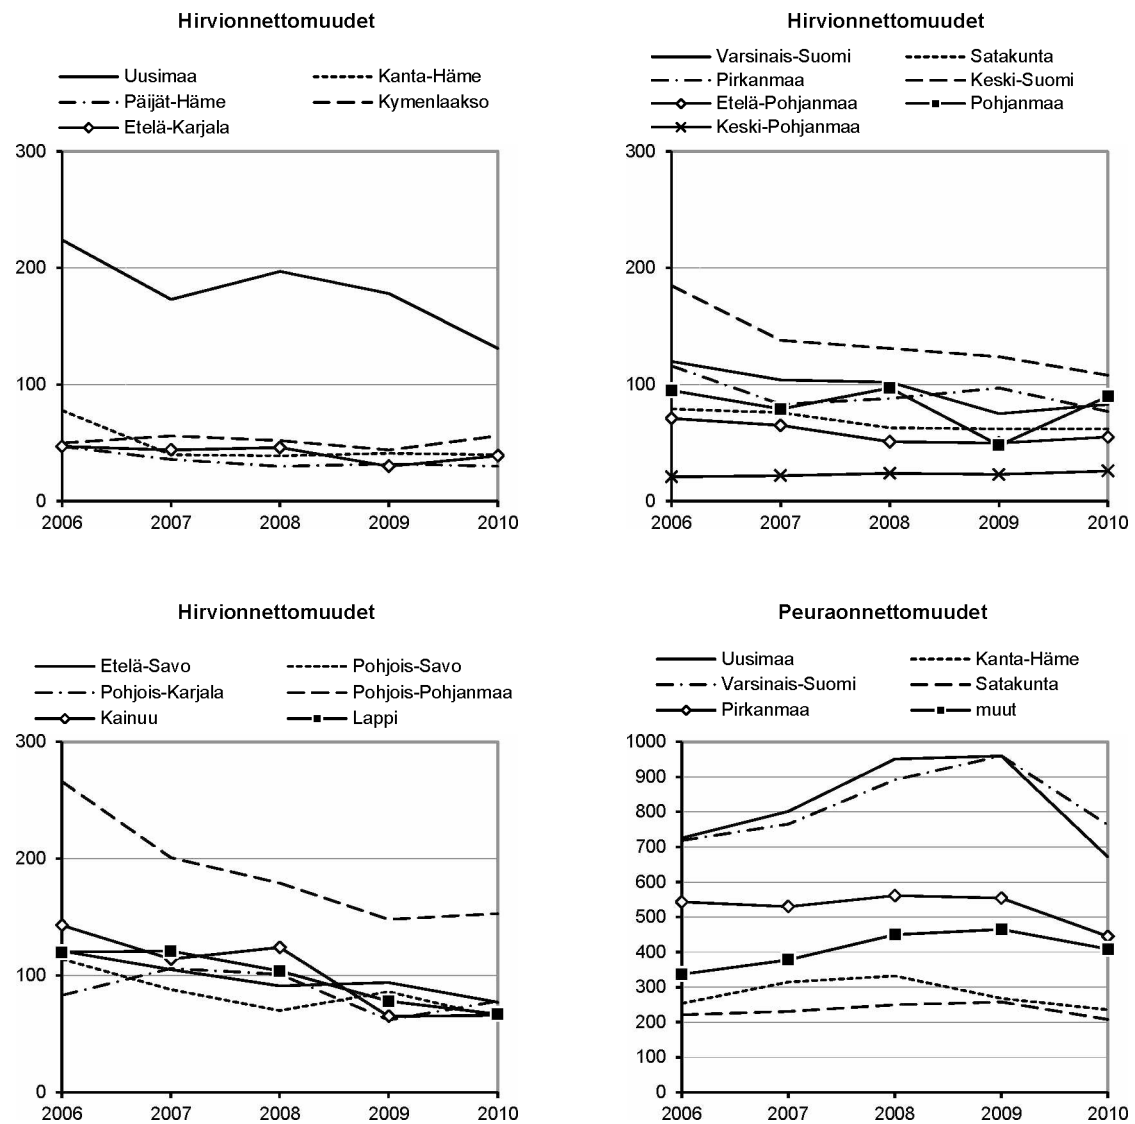 Hirvionnettomuudet
Uusimaa Kanta-Häme
Päijät-Häme Kymenlaakso
Etelä-Karjala
300
200
100
0
2006 2007 2008 2009 2010
Hirvionnettomuudet
Varsinais-Suomi Satakunta
Pirkanmaa Keski-Suomi
Etelä-Pohjanmaa Pohjanmaa
Keski-Pohjanmaa
300
200
100
0
2006 2007 2008 2009 2010
Hirvionnettomuudet
Etelä-Savo Pohjois-Savo
Pohjois-Karjala Pohjois-Pohjanmaa
Kainuu Lappi
300
200
100
0
2006 2007 2008 2009 2010
Peuraonnettomuudet
Uusimaa Kanta-Häme
Varsinais-Suomi Satakunta
Pirkanmaa muut
1000
900
800
700
600
500
400
300
200
100
0
2006 2007 2008 2009 2010